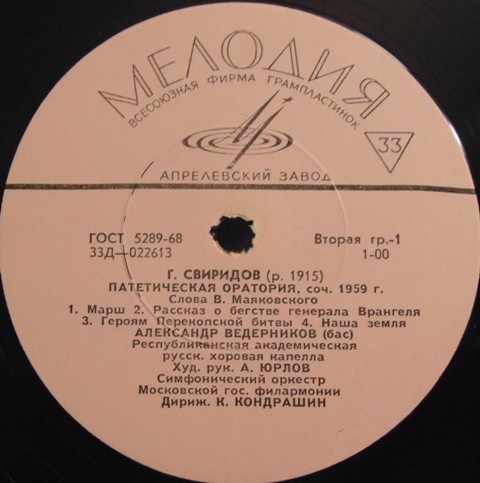 МЕЛОДИЯ
ВСЕСОЮЗНАЯ ФИРМА ГРАМПЛАСТИНОК
33
АПРЕЛЕВСКИЙ ЗАВОД
ГОСТ 5289-68 Вторая гр.-1
33Д—022613 1-00
Г. СВИРИДОВ (р. 1915)
ПАТЕТИЧЕСКАЯ ОРАТОРИЯ, соч. 1959 г.
Слова В. Маяковского
1. Марш 2. Рассказ о бегстве генерала Врангеля
3. Героям Перекопской битвы 4. Наша земля
АЛЕКСАНДР ВЕДЕРНИКОВ (бас)
Республиканская академическая
русск. хоровая капелла
Худ. рук. А. ЮРЛОВ
Симфонический оркестр
Московской гос. филармонии
Дириж. К. КОНДРАШИН